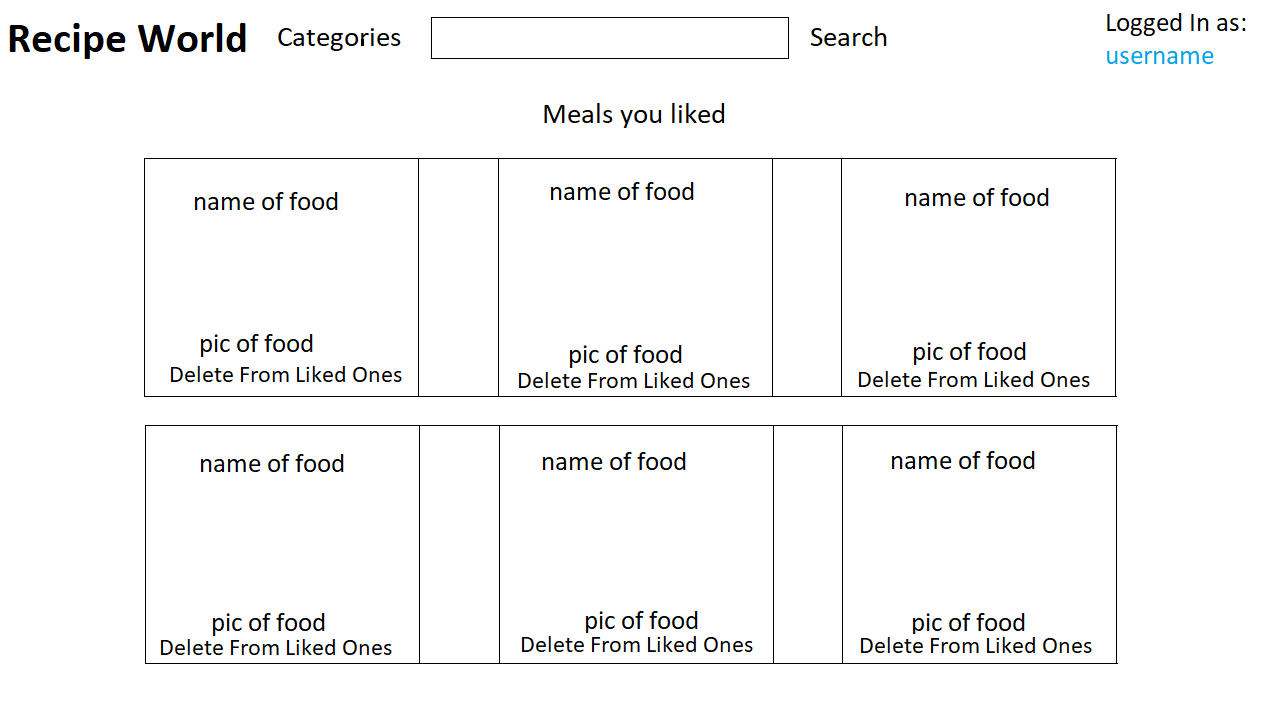 Recipe World
Categories
Search
Logged In as:
username
Meals you liked
name of food
pic of food
Delete From Liked Ones
name of food
pic of food
Delete From Liked Ones
name of food
pic of food
Delete From Liked Ones
name of food
pic of food
Delete From Liked Ones
name of food
pic of food
Delete From Liked Ones
name of food
pic of food
Delete From Liked Ones